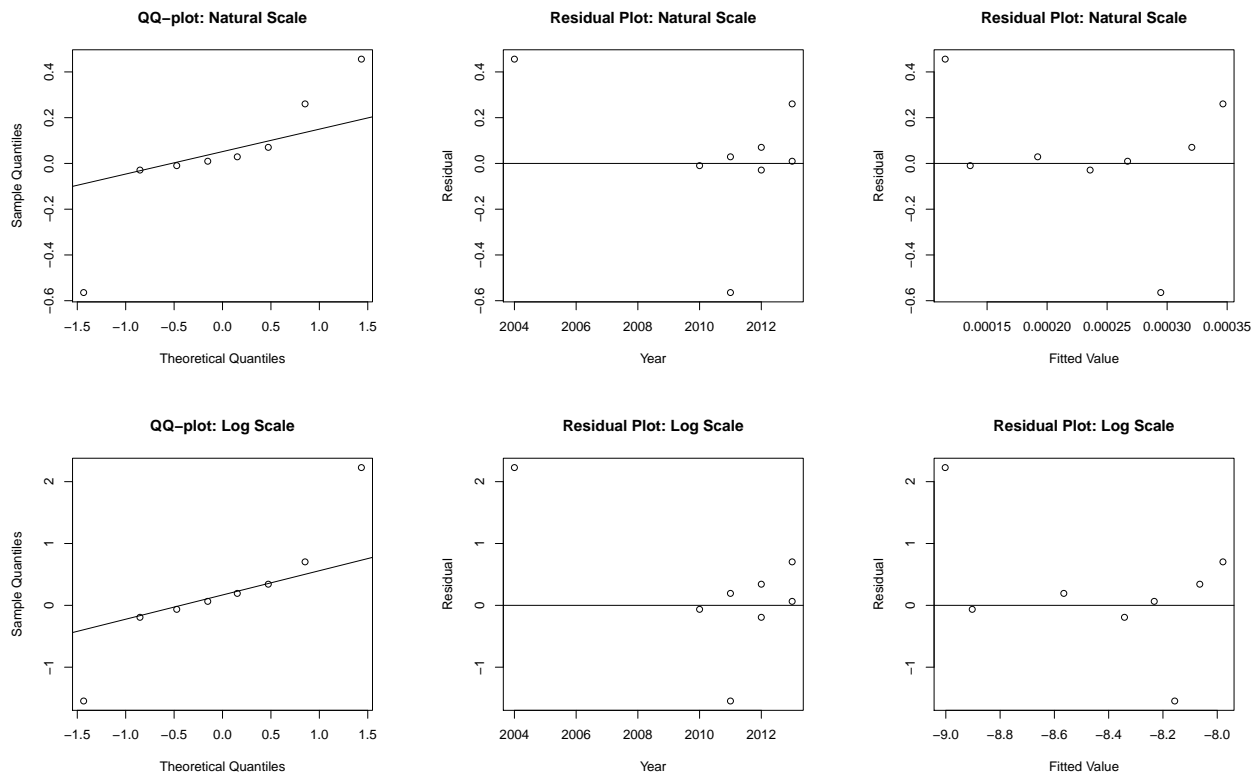 QQ−plot: Natural Scale
Sample Quantiles
0.4
0.2
0.0
−0.2
−0.4
−0.6
−1.5 −1.0 −0.5 0.0 0.5 1.0 1.5
Theoretical Quantiles
Residual Plot: Natural Scale
Residual
0.4
0.2
0.0
−0.2
−0.4
−0.6
2004 2006 2008 2010 2012
Year
Residual Plot: Natural Scale
Residual
0.4
0.2
0.0
−0.2
−0.4
−0.6
0.00015 0.00020 0.00025 0.00030 0.00035
Fitted Value
QQ−plot: Log Scale
Sample Quantiles
2
1
0
−1
−1.5 −1.0 −0.5 0.0 0.5 1.0 1.5
Theoretical Quantiles
Residual Plot: Log Scale
Residual
2
1
0
−1
2004 2006 2008 2010 2012
Year
Residual Plot: Log Scale
Residual
2
1
0
−1
−9.0 −8.8 −8.6 −8.4 −8.2 −8.0
Fitted Value